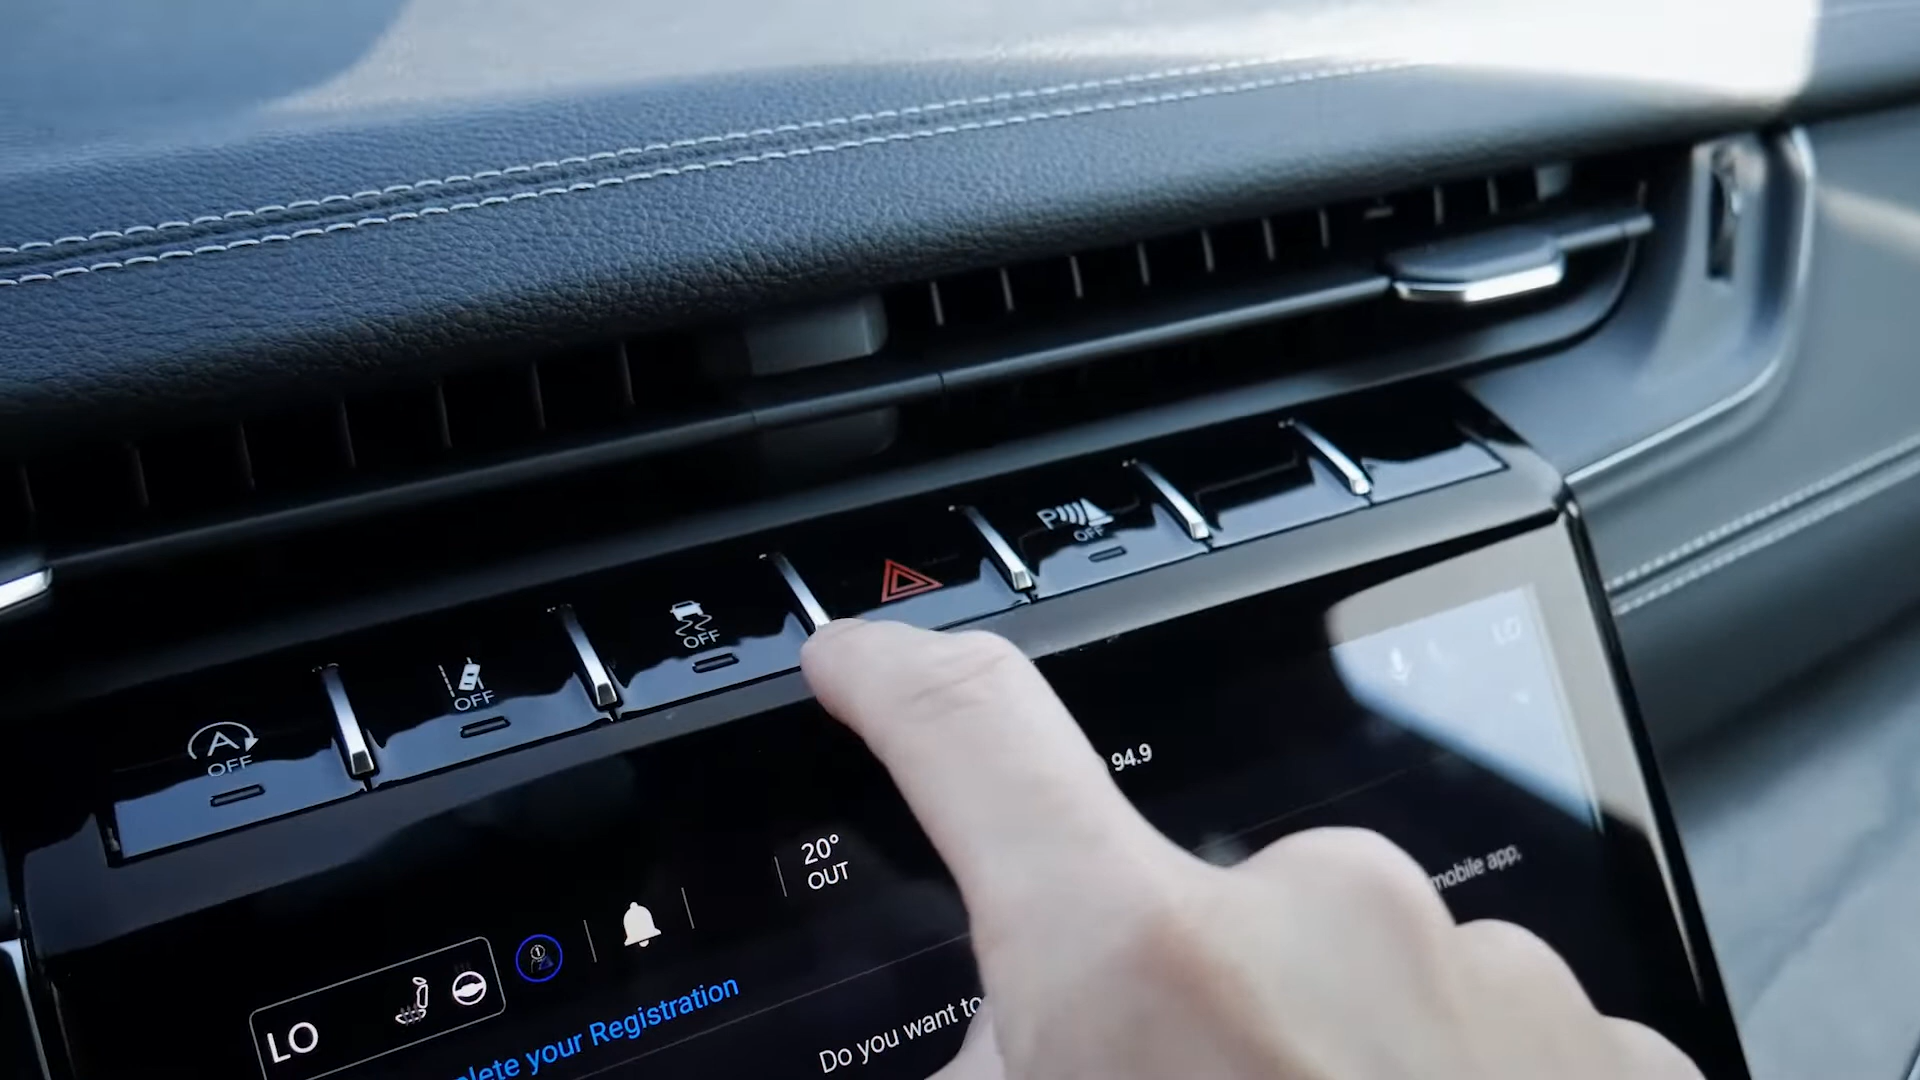 A
OFF
OFF
OFF
P
OFF
94.9
20°
OUT
mobile app,
LO
lete your Registration
Do you want to